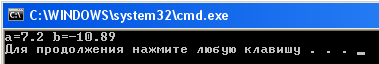 C:\WINDOWS\system32\cmd.exe
a=7.2 b=-10.89
Для продолжения нажмите любую клавишу . . . _